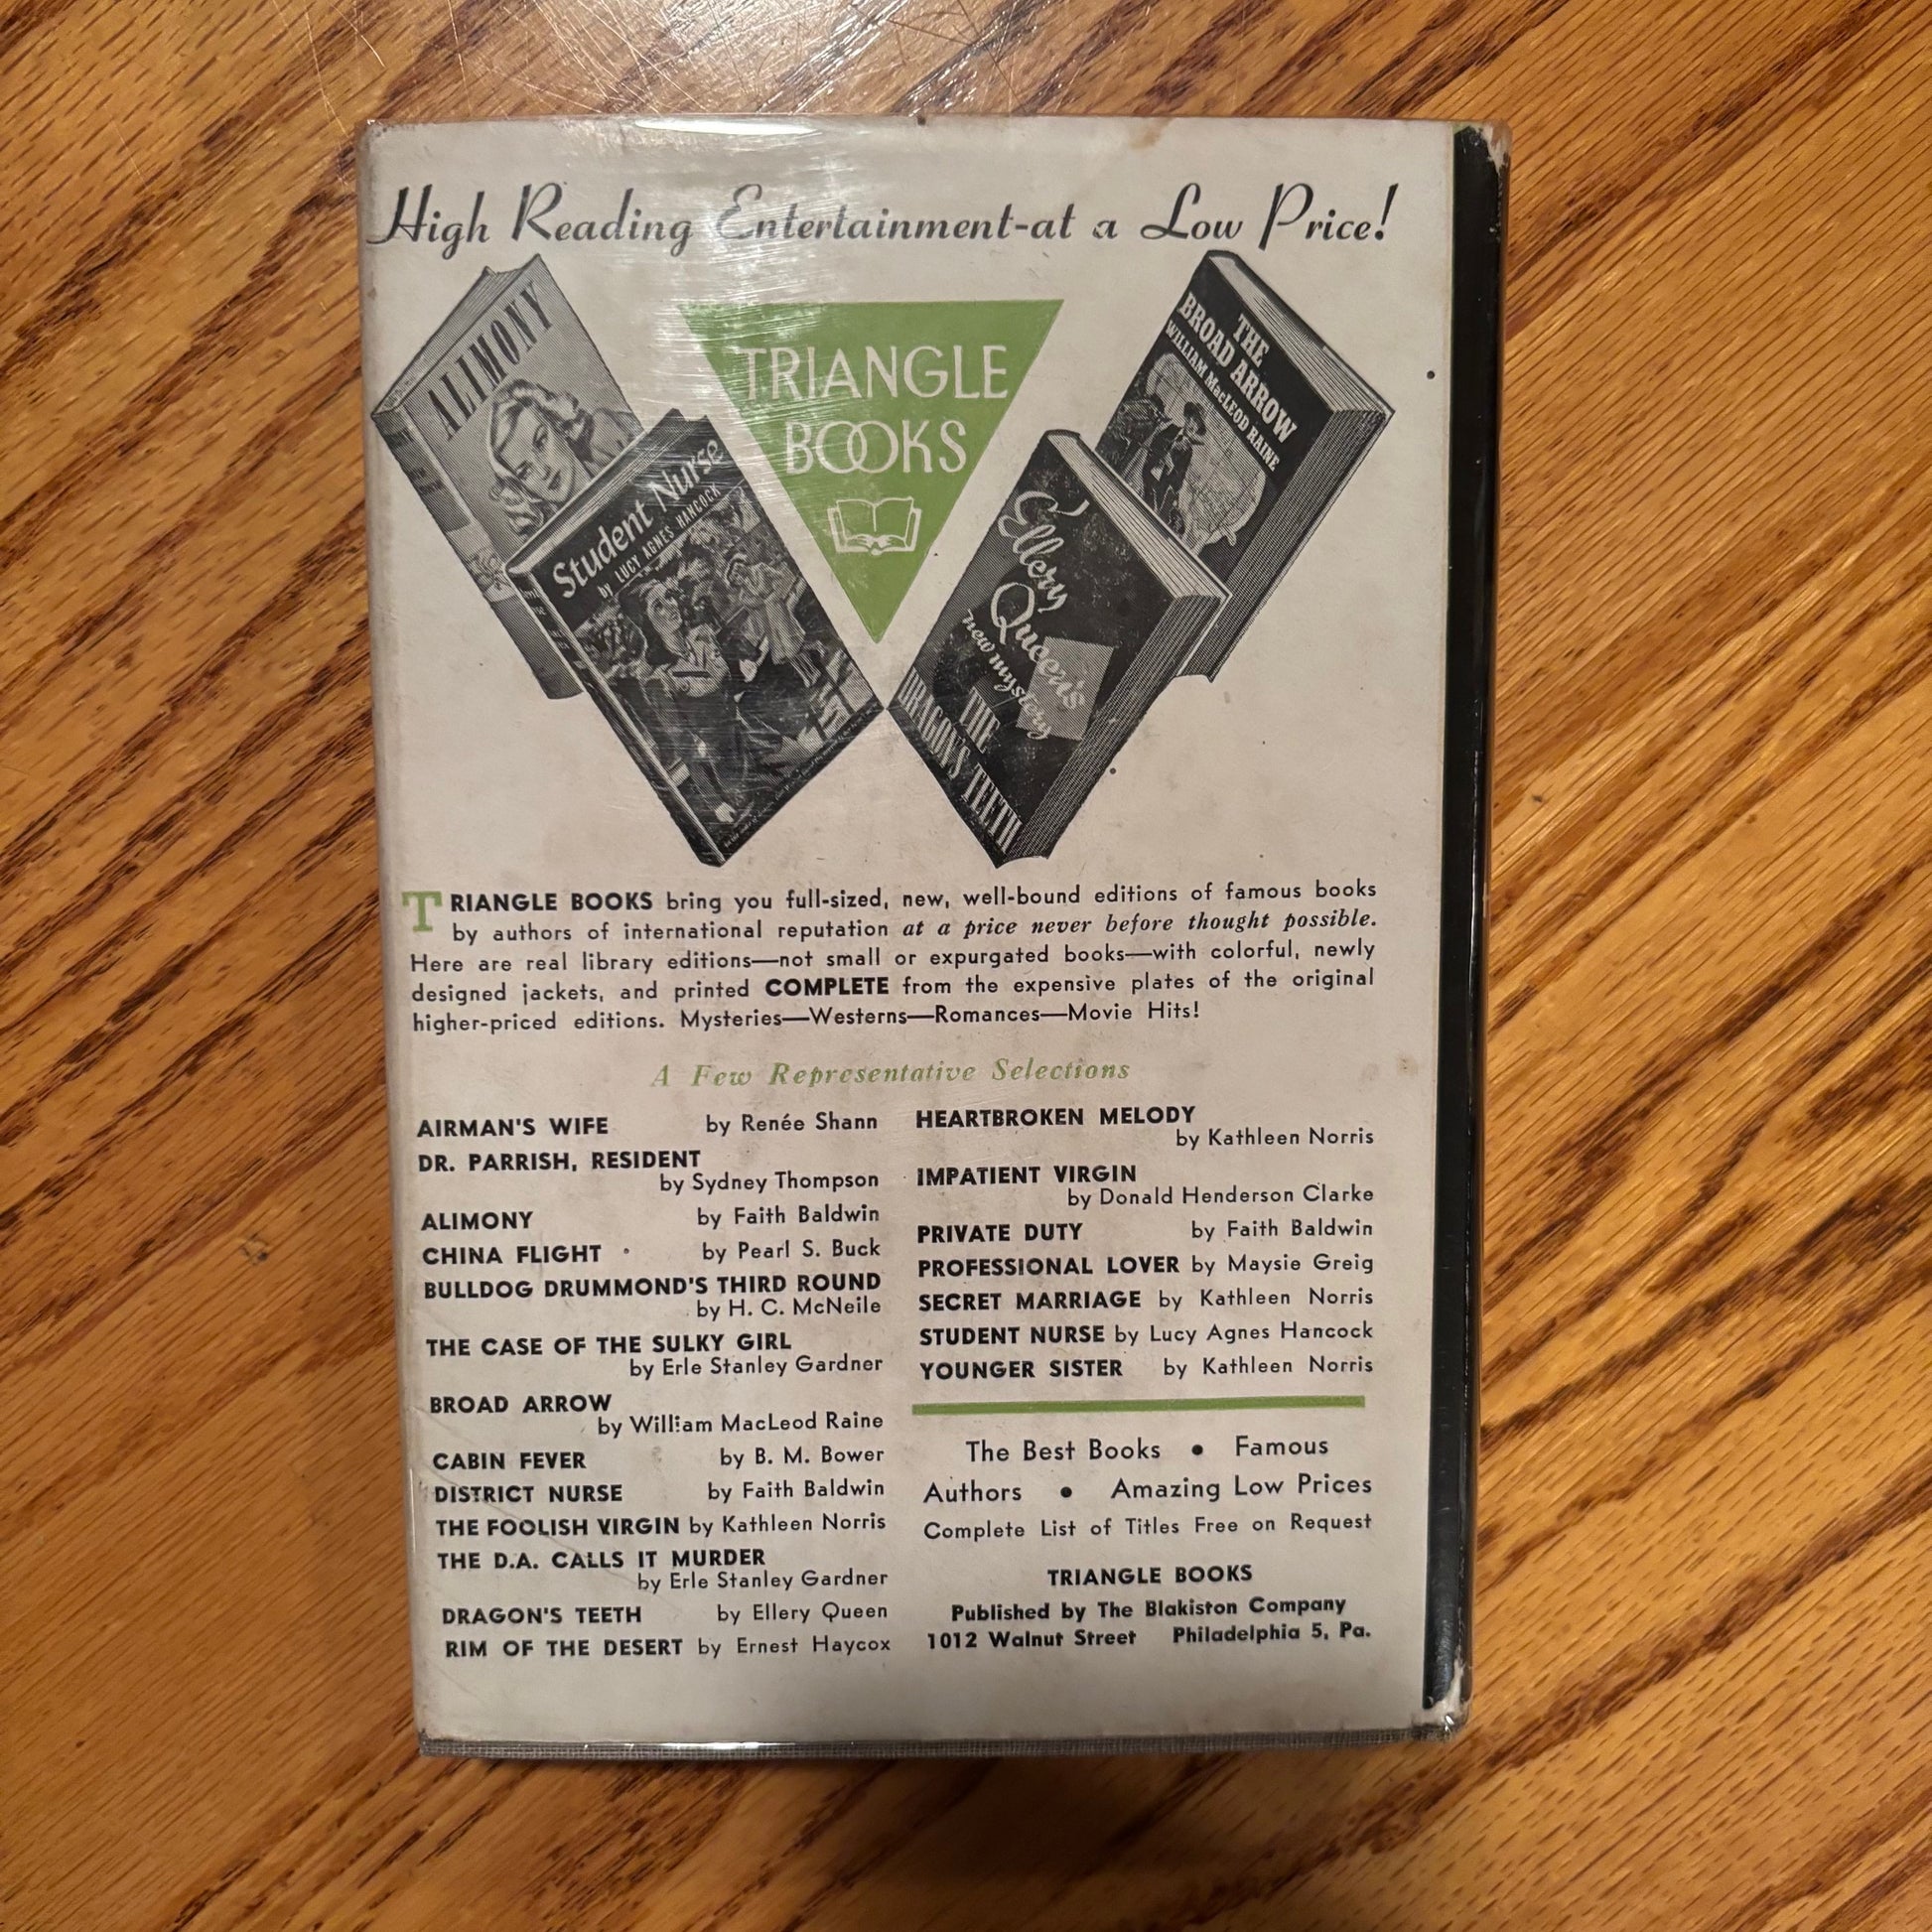 High Reading Entertainment-at a Low Price!
ALIMONY
Student Nurse
by LUCY AGNES HANCOCK
TRIANGLE
BOOKS
THE
BROAD ARROW
WILLIAM MacLEOD RAINE
Ellery
Queen's
new mystery
THE
DRAGON'S TEETH
TRIANGLE BOOKS bring you full-sized, new, well-bound editions of famous books
by authors of international reputation at a price never before thought possible.
Here are real library editions—not small or expurgated books—with colorful, newly
designed jackets, and printed COMPLETE from the expensive plates of the original
higher-priced editions. Mysteries—Westerns—Romances—Movie Hits!
A Few Representative Selections
AIRMAN'S WIFE by Renée Shann
DR. PARRISH, RESIDENT
by Sydney Thompson
ALIMONY by Faith Baldwin
CHINA FLIGHT by Pearl S. Buck
BULLDOG DRUMMOND'S THIRD ROUND
by H. C. McNeile
THE CASE OF THE SULKY GIRL
by Erle Stanley Gardner
BROAD ARROW
by William MacLeod Raine
CABIN FEVER by B. M. Bower
DISTRICT NURSE by Faith Baldwin
THE FOOLISH VIRGIN by Kathleen Norris
THE D.A. CALLS IT MURDER
by Erle Stanley Gardner
DRAGON'S TEETH by Ellery Queen
RIM OF THE DESERT by Ernest Haycox
HEARTBROKEN MELODY
by Kathleen Norris
IMPATIENT VIRGIN
by Donald Henderson Clarke
PRIVATE DUTY by Faith Baldwin
PROFESSIONAL LOVER by Maysie Greig
SECRET MARRIAGE by Kathleen Norris
STUDENT NURSE by Lucy Agnes Hancock
YOUNGER SISTER by Kathleen Norris
The Best Books • Famous
Authors • Amazing Low Prices
Complete List of Titles Free on Request
TRIANGLE BOOKS
Published by The Blakiston Company
1012 Walnut Street Philadelphia 5, Pa.